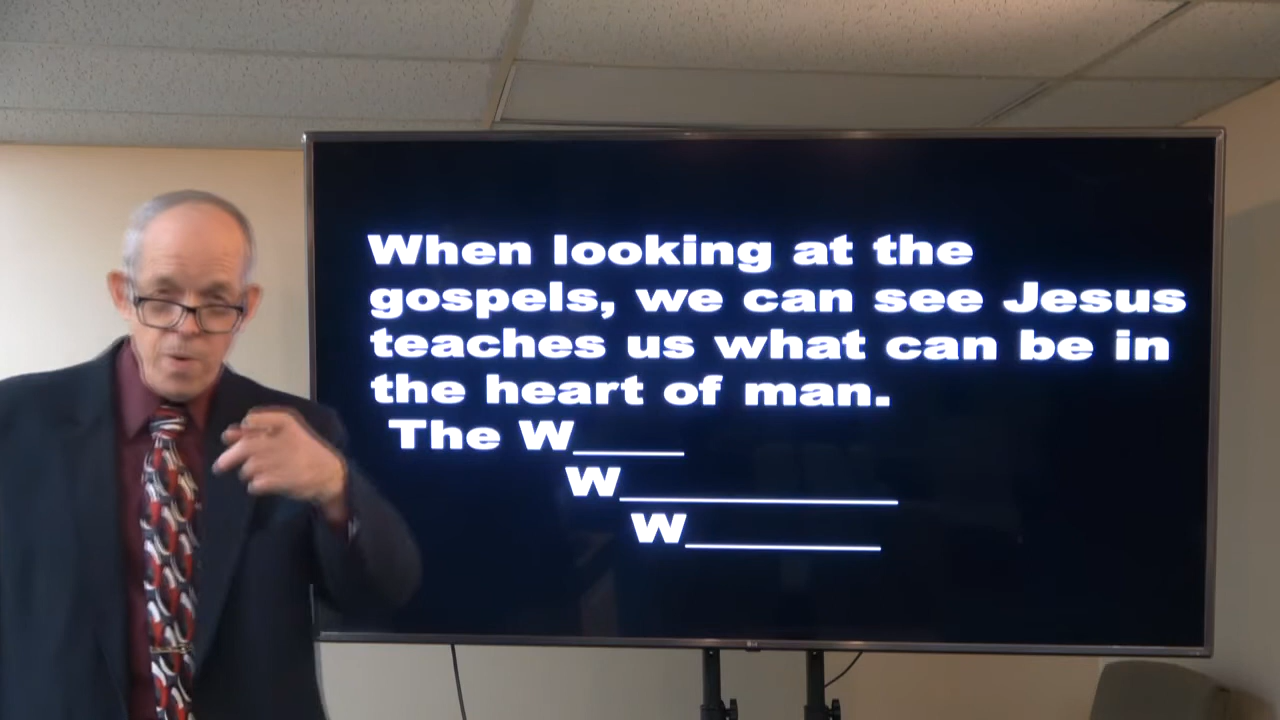 When looking at the
gospels, we can see Jesus
teaches us what can be in
the heart of man.
The W____
W__________
W_______